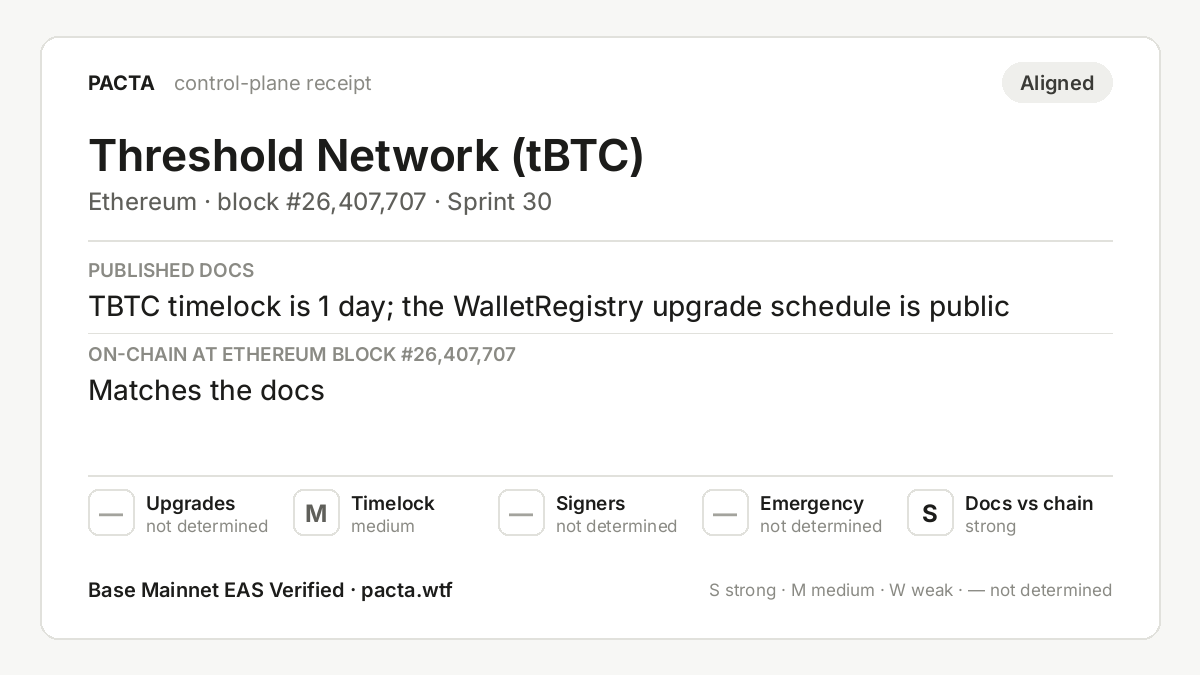 PACTA control-plane receipt Aligned
Threshold Network (tBTC)
Ethereum · block #26,407,707 · Sprint 30
PUBLISHED DOCS
TBTC timelock is 1 day; the WalletRegistry upgrade schedule is public
ON-CHAIN AT ETHEREUM BLOCK #26,407,707
Matches the docs
— Upgrades not determined
M Timelock medium
— Signers not determined
— Emergency not determined
S Docs vs chain strong
Base Mainnet EAS Verified · pacta.wtf
S strong · M medium · W weak · — not determined